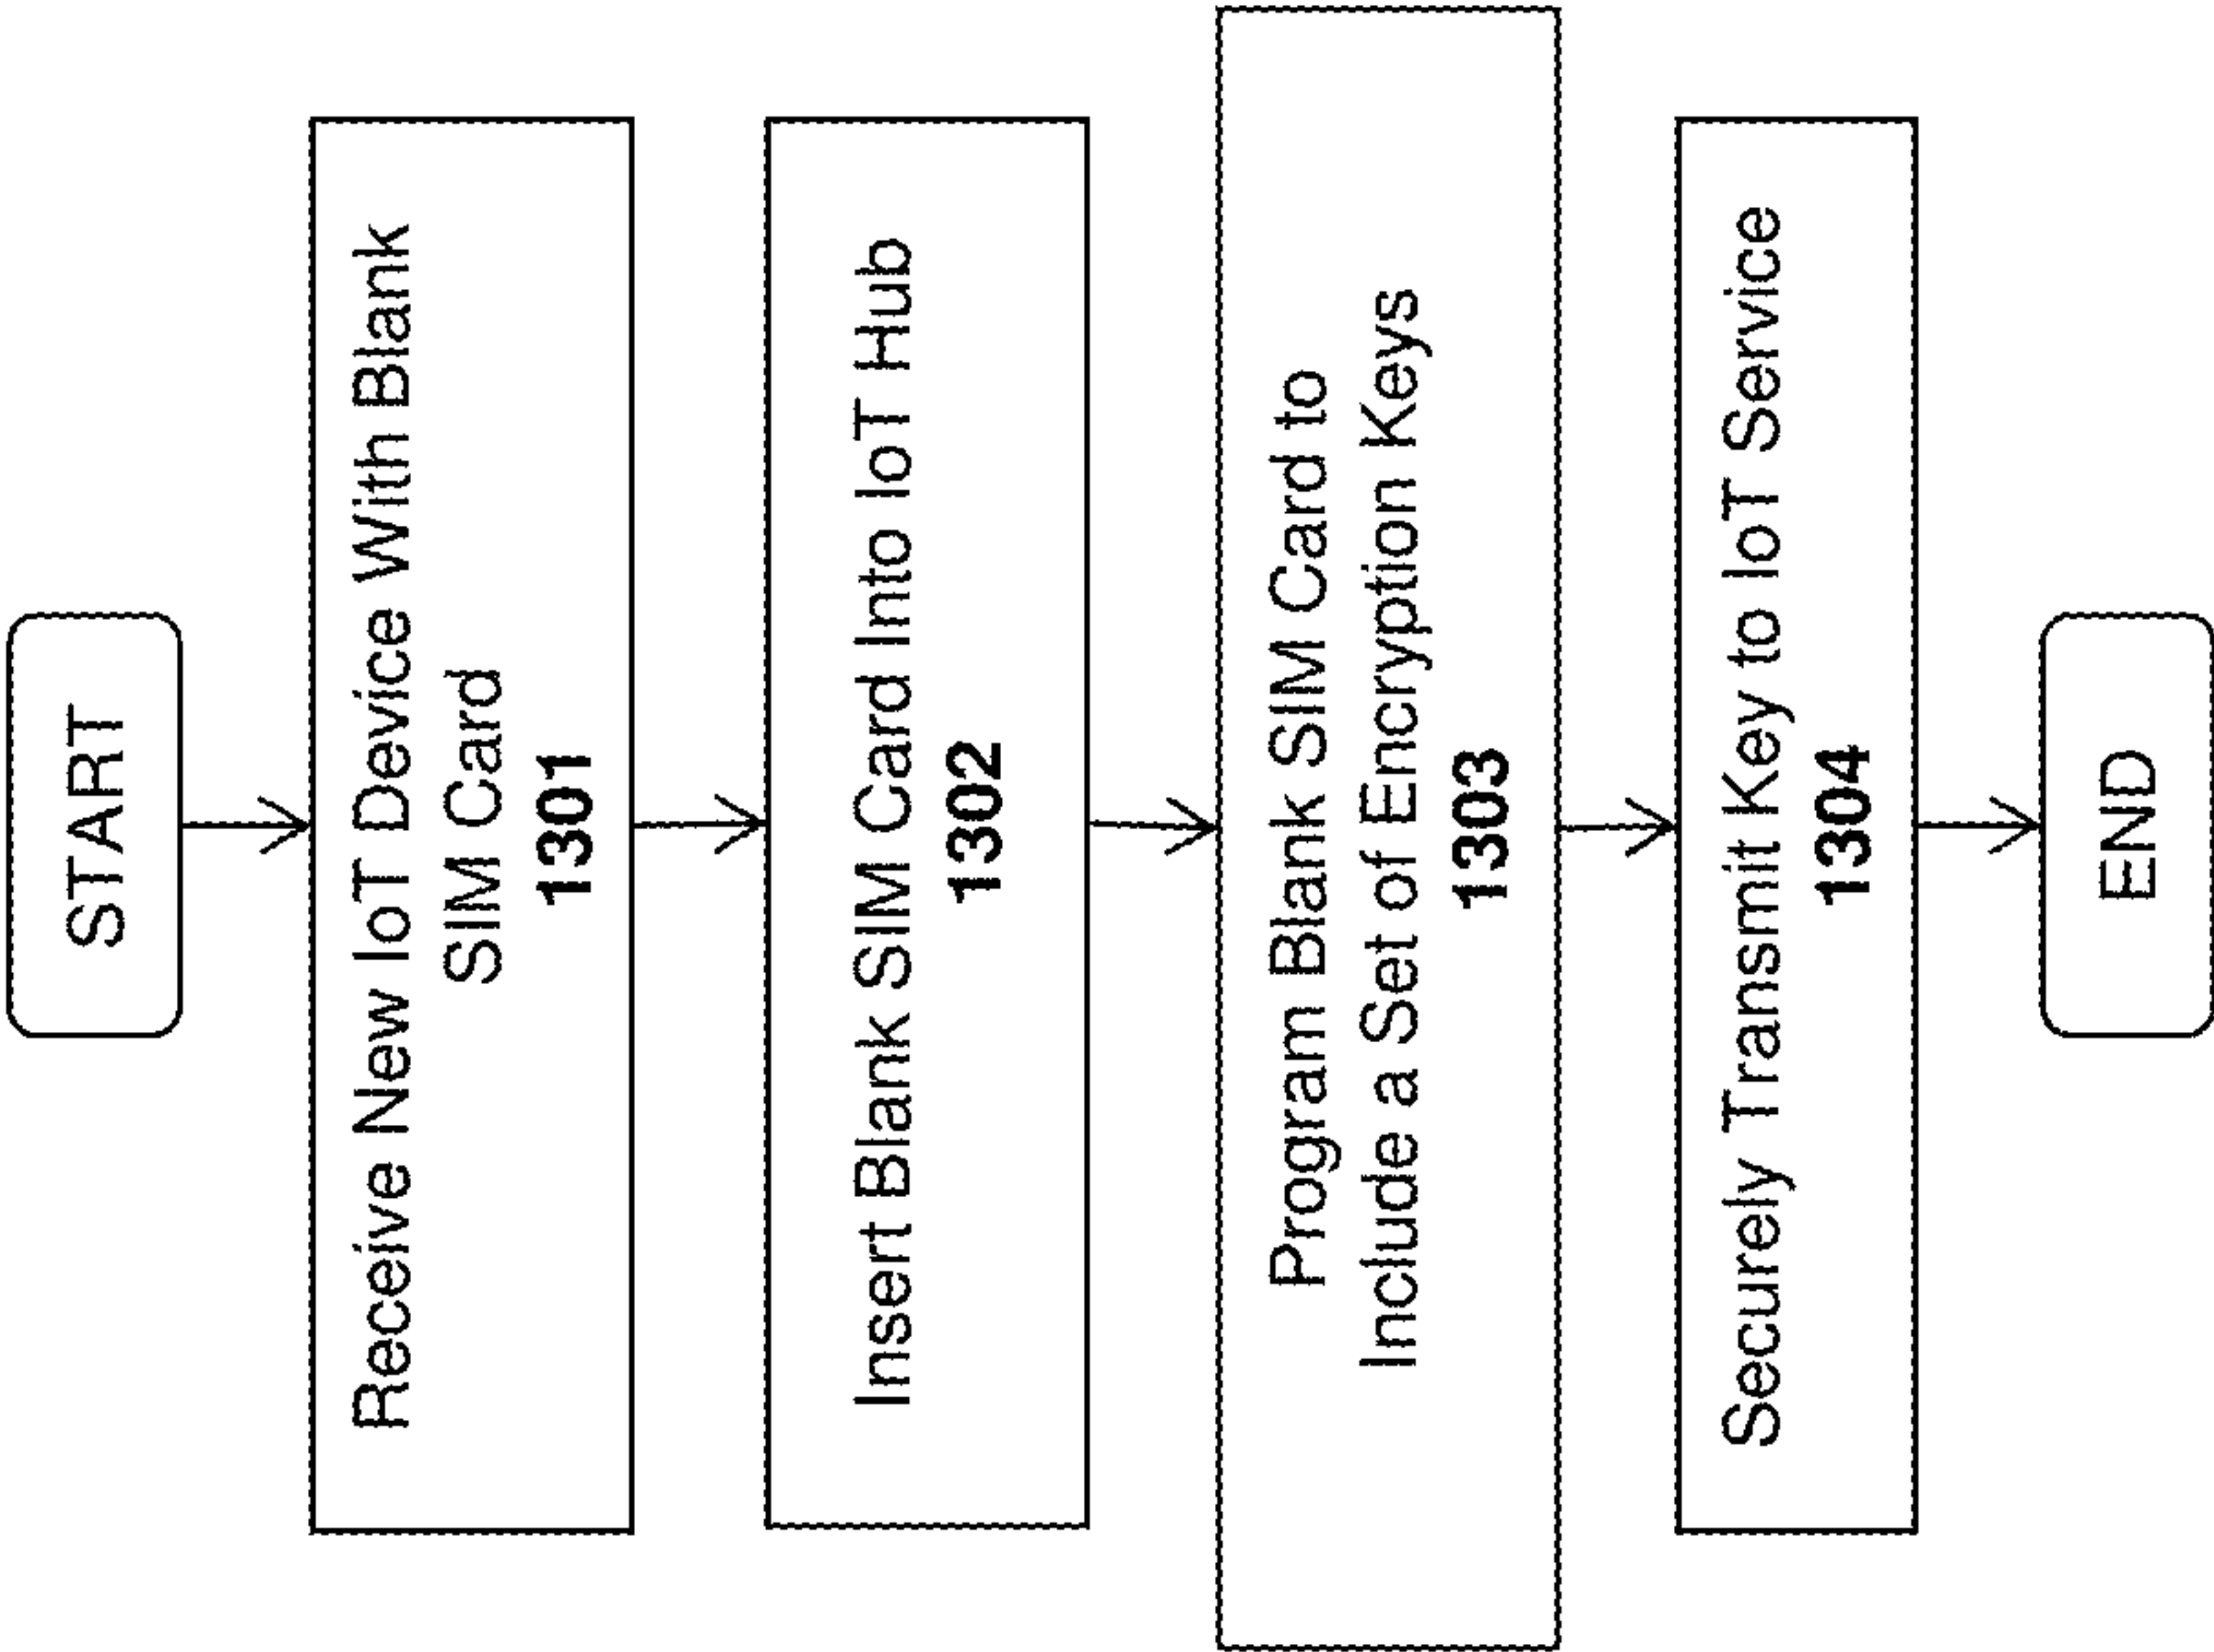 START
Receive New IoT Device With Blank
SIM Card
1301
Insert Blank SIM Card Into IoT Hub
1302
Program Blank SIM Card to
Include a Set of Encryption Keys
1303
Securely Transmit Key to IoT Service
1304
END